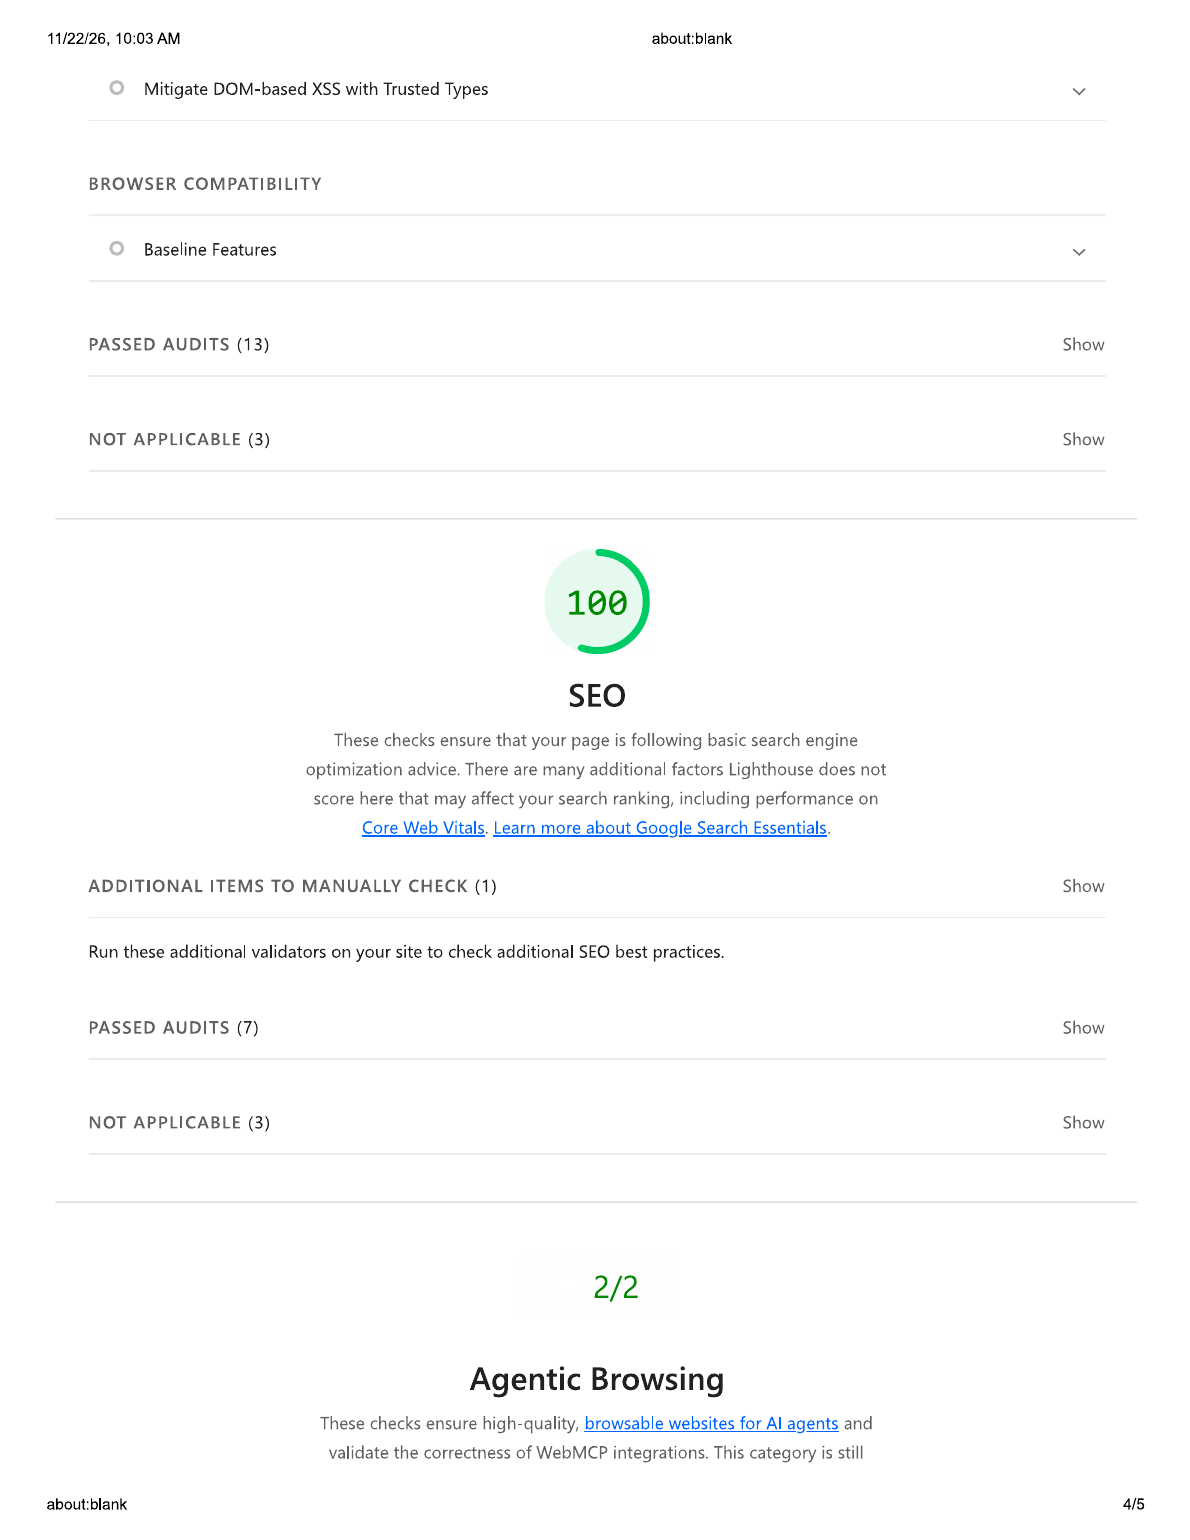 11/22/26, 10:03 AM about:blank
Mitigate DOM-based XSS with Trusted Types
BROWSER COMPATIBILITY
Baseline Features
PASSED AUDITS (13) Show
NOT APPLICABLE (3) Show
100
SEO
These checks ensure that your page is following basic search engine
optimization advice. There are many additional factors Lighthouse does not
score here that may affect your search ranking, including performance on
Core Web Vitals. Learn more about Google Search Essentials.
ADDITIONAL ITEMS TO MANUALLY CHECK (1) Show
Run these additional validators on your site to check additional SEO best practices.
PASSED AUDITS (7) Show
NOT APPLICABLE (3) Show
2/2
Agentic Browsing
These checks ensure high-quality, browsable websites for AI agents and
validate the correctness of WebMCP integrations. This category is still
about:blank 4/5